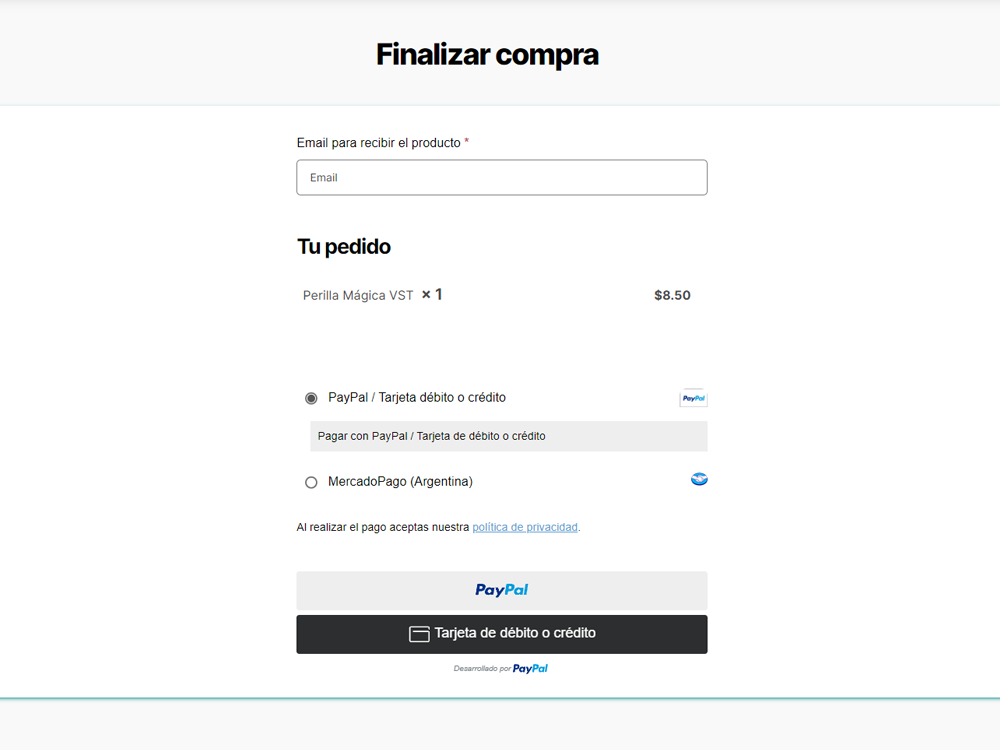 Finalizar compra
Email para recibir el producto *
Email
Tu pedido
Perilla Mágica VST × 1 $8.50
PayPal / Tarjeta débito o crédito PayPal
Pagar con PayPal / Tarjeta de débito o crédito
MercadoPago (Argentina)
Al realizar el pago aceptas nuestra política de privacidad.
PayPal
Tarjeta de débito o crédito
Desarrollado por PayPal